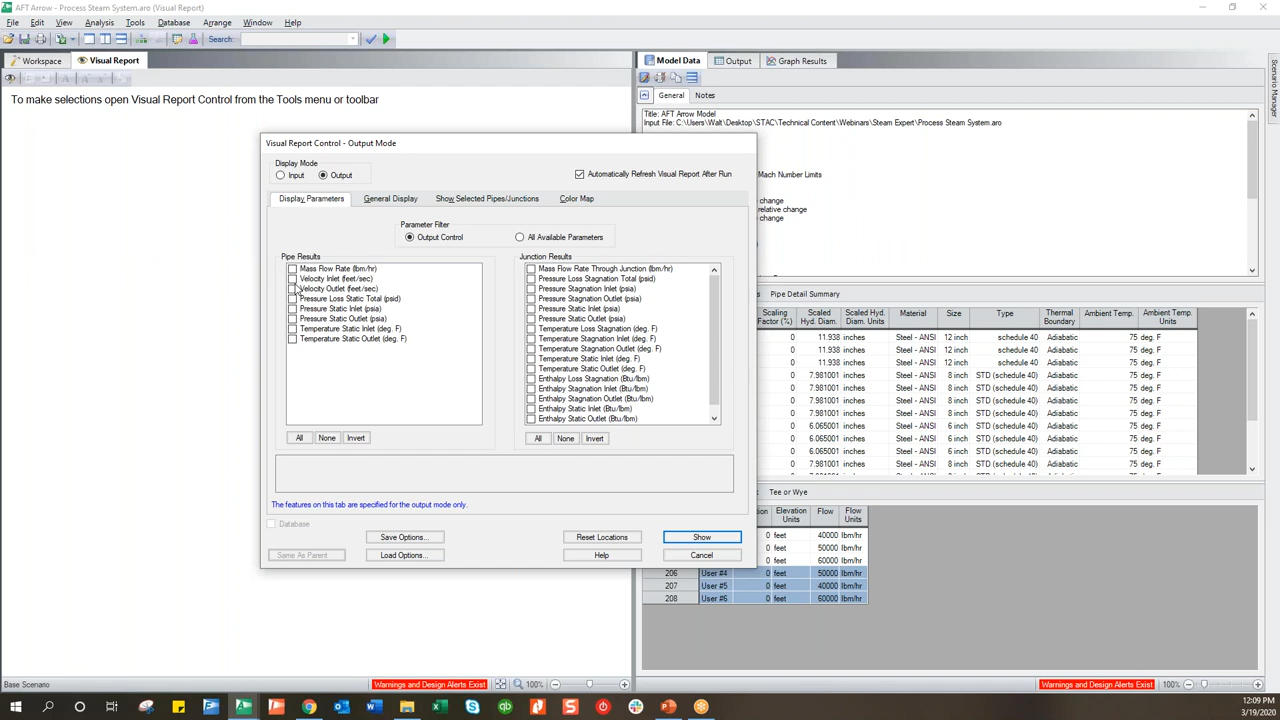 AFT Arrow - Process Steam System.aro (Visual Report)
File Edit View Analysis Tools Database Arrange Window Help
Search:
Workspace Visual Report
To make selections open Visual Report Control from the Tools menu or toolbar
Visual Report Control - Output Mode
Display Mode
Input Output
Automatically Refresh Visual Report After Run
Display Parameters General Display Show Selected Pipes/Junctions Color Map
Parameter Filter
Output Control All Available Parameters
Pipe Results
Mass Flow Rate (lbm/hr)
Velocity Inlet (feet/sec)
Velocity Outlet (feet/sec)
Pressure Loss Static Total (psid)
Pressure Static Inlet (psia)
Pressure Static Outlet (psia)
Temperature Static Inlet (deg. F)
Temperature Static Outlet (deg. F)
All None Invert
Junction Results
Mass Flow Rate Through Junction (lbm/hr)
Pressure Loss Stagnation Total (psid)
Pressure Stagnation Inlet (psia)
Pressure Stagnation Outlet (psia)
Pressure Static Inlet (psia)
Pressure Static Outlet (psia)
Temperature Loss Stagnation (deg. F)
Temperature Stagnation Inlet (deg. F)
Temperature Stagnation Outlet (deg. F)
Temperature Static Inlet (deg. F)
Temperature Static Outlet (deg. F)
Enthalpy Loss Stagnation (Btu/lbm)
Enthalpy Stagnation Inlet (Btu/lbm)
Enthalpy Stagnation Outlet (Btu/lbm)
Enthalpy Static Inlet (Btu/lbm)
Enthalpy Static Outlet (Btu/lbm)
All None Invert
The features on this tab are specified for the output mode only.
Database
Save Options... Reset Locations Show
Same As Parent Load Options... Help Cancel
Model Data Output Graph Results
General Notes
Title: AFT Arrow Model
Input File: C:\Users\Walt\Desktop\STAC\Technical Content\Webinars\Steam Expert\Process Steam System.aro
Mach Number Limits
change
relative change
change
Pipe Detail Summary
Scaling Factor (%) Scaled Hyd. Diam. Scaled Hyd. Diam. Units Material Size Type Thermal Boundary Ambient Temp. Ambient Temp. Units
0 11.938 inches Steel - ANSI 12 inch schedule 40 Adiabatic 75 deg. F
0 11.938 inches Steel - ANSI 12 inch schedule 40 Adiabatic 75 deg. F
0 11.938 inches Steel - ANSI 12 inch schedule 40 Adiabatic 75 deg. F
0 7.981001 inches Steel - ANSI 8 inch STD (schedule 40) Adiabatic 75 deg. F
0 7.981001 inches Steel - ANSI 8 inch STD (schedule 40) Adiabatic 75 deg. F
0 7.981001 inches Steel - ANSI 8 inch STD (schedule 40) Adiabatic 75 deg. F
0 7.981001 inches Steel - ANSI 8 inch STD (schedule 40) Adiabatic 75 deg. F
0 6.065001 inches Steel - ANSI 6 inch STD (schedule 40) Adiabatic 75 deg. F
0 6.065001 inches Steel - ANSI 6 inch STD (schedule 40) Adiabatic 75 deg. F
0 6.065001 inches Steel - ANSI 6 inch STD (schedule 40) Adiabatic 75 deg. F
0 7.981001 inches Steel - ANSI 8 inch STD (schedule 40) Adiabatic 75 deg. F
Tee or Wye
Elevation Units Flow Flow Units
0 feet 40000 lbm/hr
0 feet 50000 lbm/hr
0 feet 60000 lbm/hr
206 User #4 0 feet 50000 lbm/hr
207 User #5 0 feet 40000 lbm/hr
208 User #6 0 feet 60000 lbm/hr
Scenario Manager
Base Scenario Warnings and Design Alerts Exist 100%
Warnings and Design Alerts Exist 100%
12:09 PM
3/19/2020